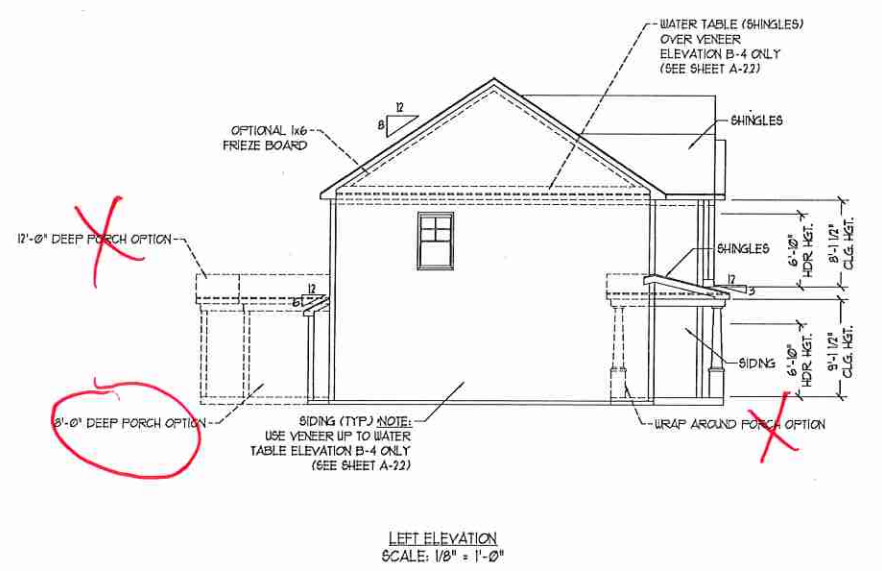 WATER TABLE (SHINGLES)
OVER VENEER
ELEVATION B-4 ONLY
(SEE SHEET A-2.2)
12
8
OPTIONAL 1x6
FRIEZE BOARD
SHINGLES
12'-0" DEEP PORCH OPTION
SHINGLES
6'-10"
HDR. HGT.
8'-1 1/2"
CLG. HGT.
12
6
12
3
SIDING
6'-10"
HDR. HGT.
9'-1 1/2"
CLG. HGT.
8'-0" DEEP PORCH OPTION
SIDING (TYP.) NOTE:
USE VENEER UP TO WATER
TABLE ELEVATION B-4 ONLY
(SEE SHEET A-2.2)
WRAP AROUND PORCH OPTION
LEFT ELEVATION
SCALE: 1/8" = 1'-0"